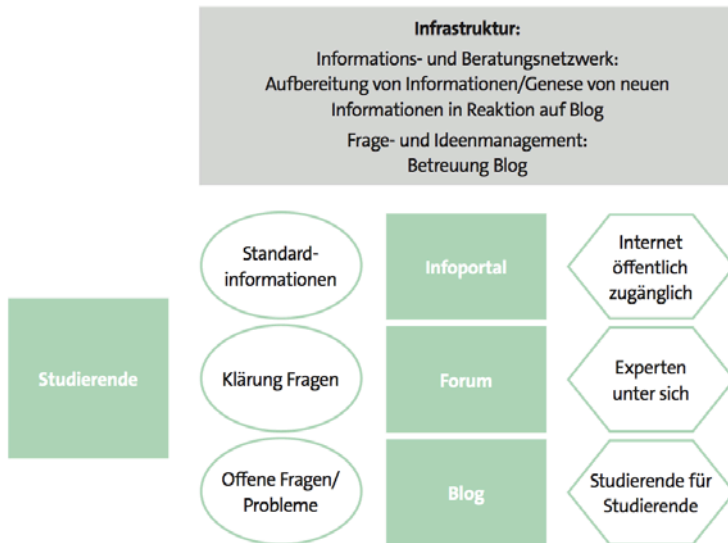 Infrastruktur:
Informations- und Beratungsnetzwerk:
Aufbereitung von Informationen/Genese von neuen
Informationen in Reaktion auf Blog
Frage- und Ideenmanagement:
Betreuung Blog
Studierende
Standard-
informationen
Infoportal
Internet
öffentlich
zugänglich
Klärung Fragen
Forum
Experten
unter sich
Offene Fragen/
Probleme
Blog
Studierende für
Studierende